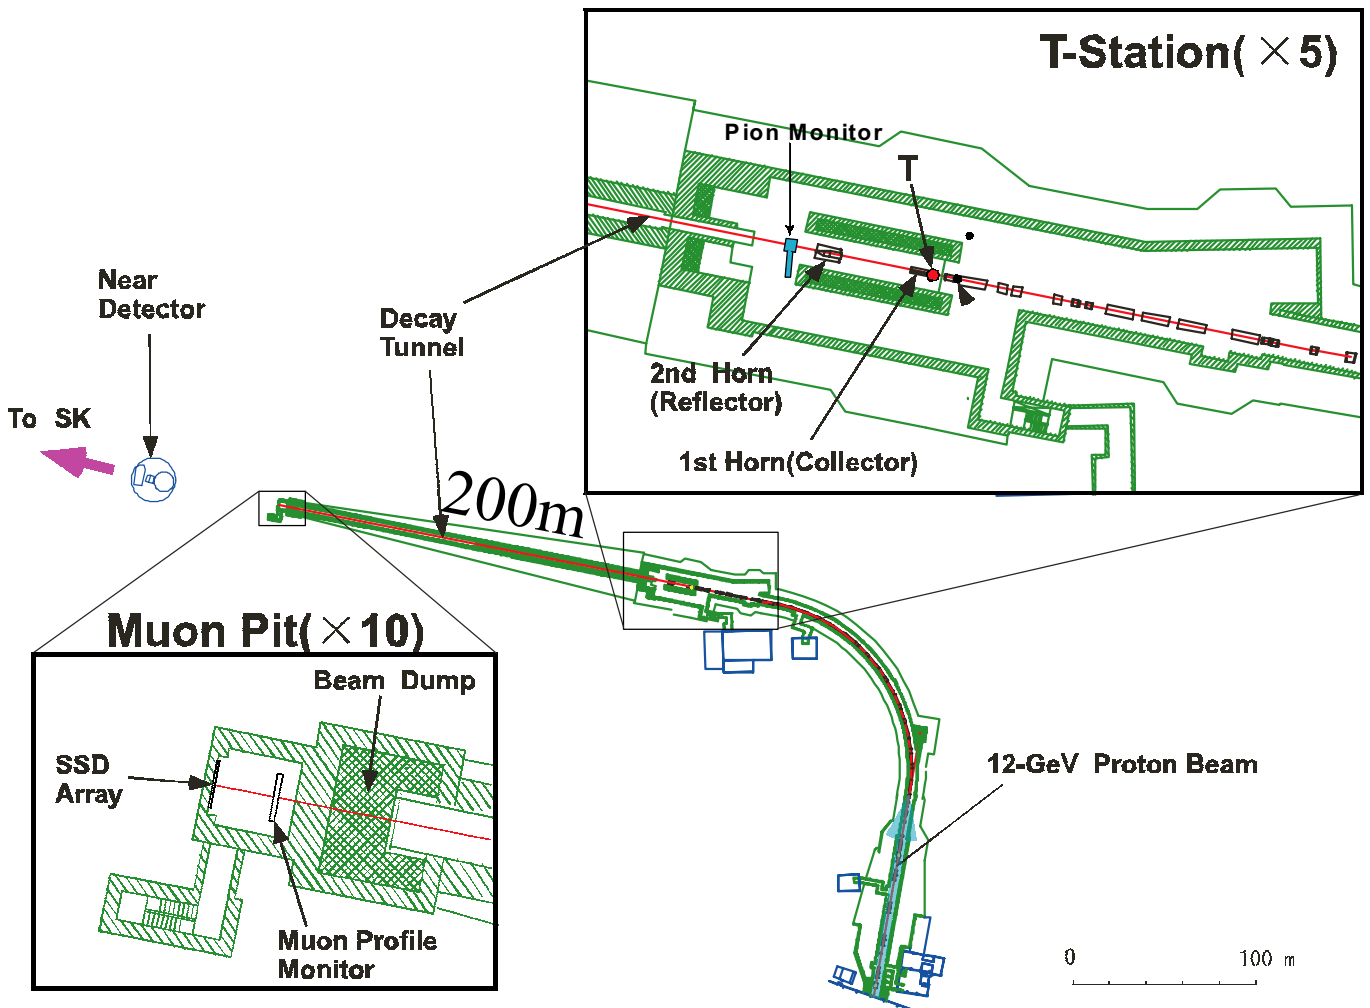 T-Station( ×5)
Pion Monitor
T
Near
Detector
Decay
Tunnel
2nd Horn
(Reflector)
To SK
1st Horn(Collector)
200m
Muon Pit(×10)
Beam Dump
SSD
Array
12-GeV Proton Beam
Muon Profile
Monitor
0 100 m